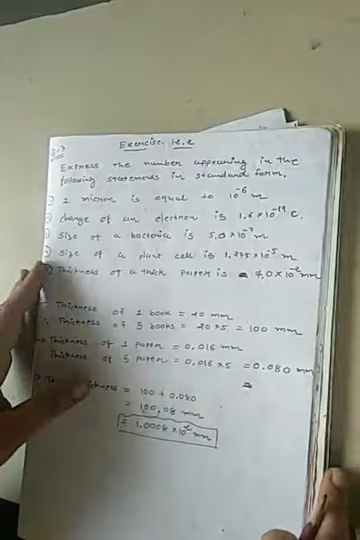 Exercise. 12.2
Q-3
Express the number appearing in the
following statements in standard form.
1 micron is equal to 10⁻⁶ m
Charge of an electron is 1.6 × 10⁻¹⁹ C.
Size of a bacteria is 5.0 × 10⁻⁷ m
Size of a plant cell is 1.275 × 10⁻⁵ m
Thickness of a thick paper is 7.0 × 10⁻² mm
Thickness of 1 book = 20 mm
∴ Thickness of 5 books = 20 × 5 = 100 mm
Thickness of 1 paper = 0.016 mm
Thickness of 5 paper = 0.016 × 5 = 0.080 mm
thickness = 100 + 0.080
= 100.08 mm
= 1.0008 × 10² mm